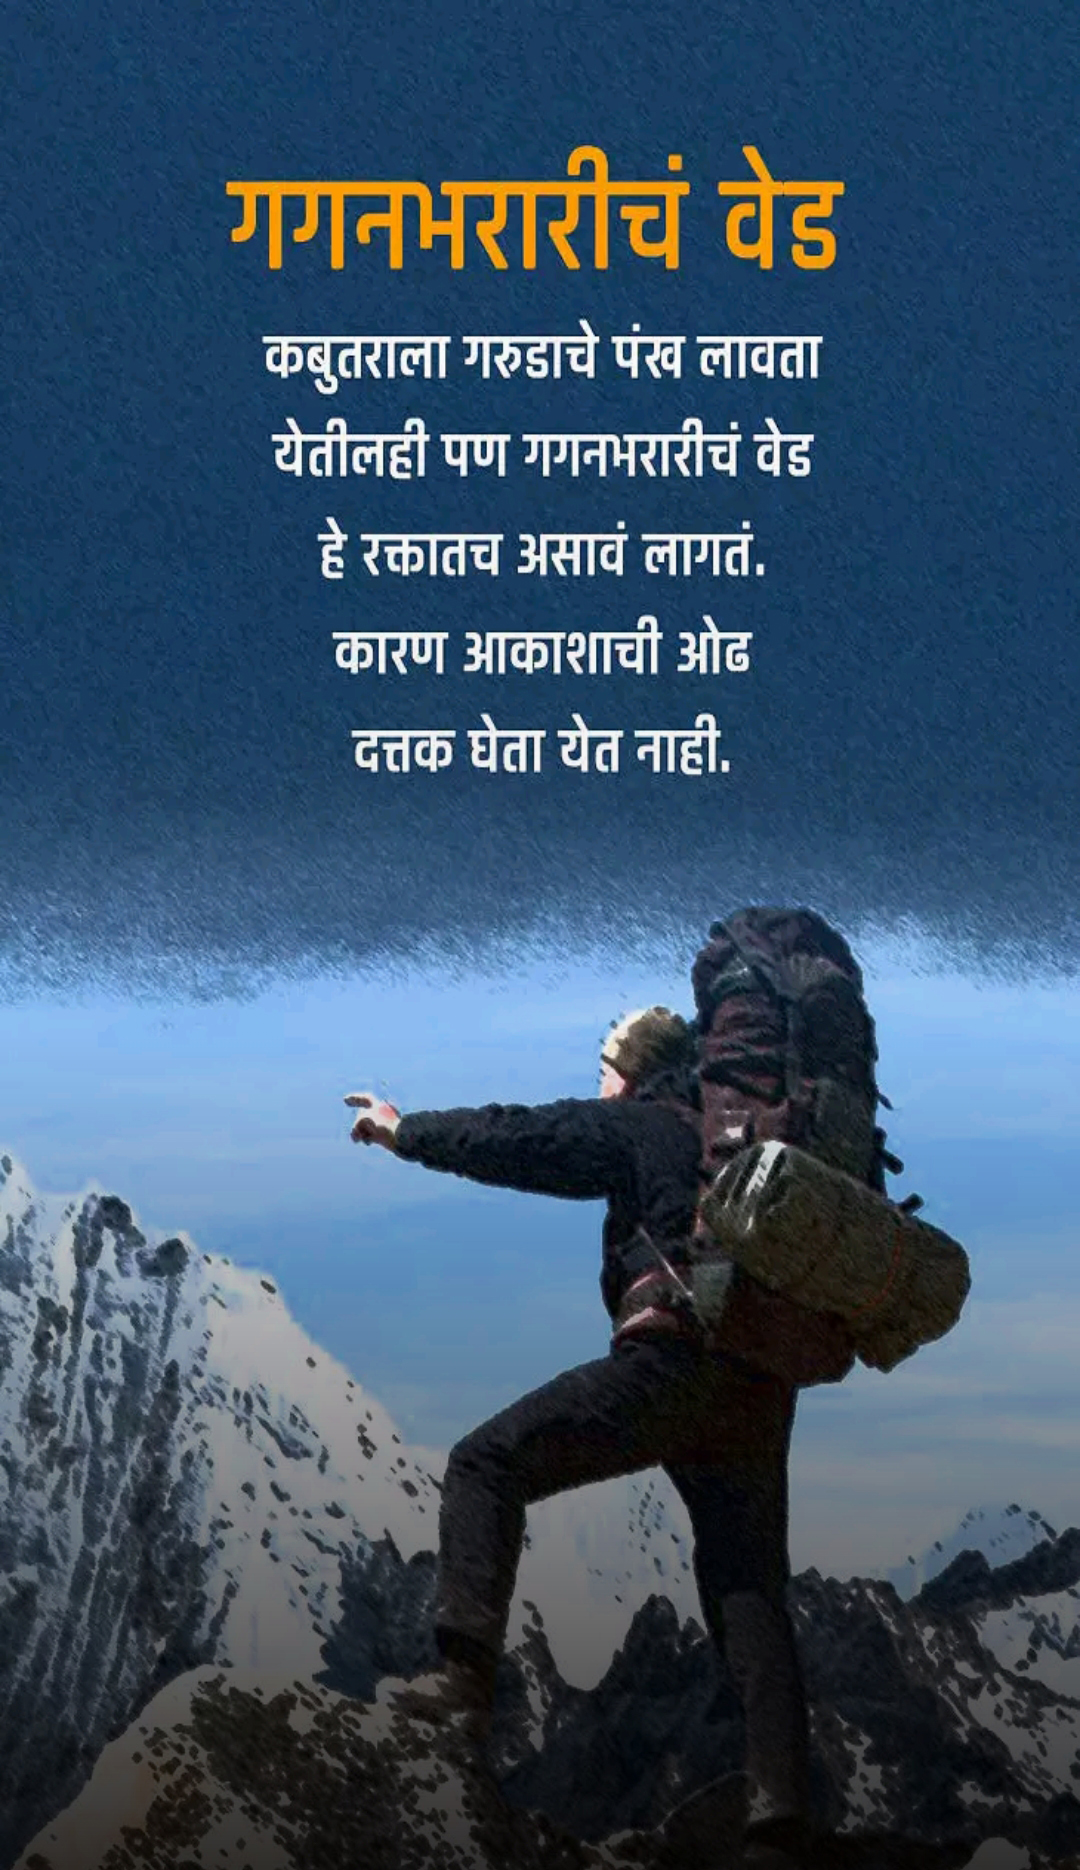 गगनभरारीचं वेड
कबुतराला गरुडाचे पंख लावता
येतीलही पण गगनभरारीचं वेड
हे रक्तातच असावं लागतं.
कारण आकाशाची ओढ
दत्तक घेता येत नाही.